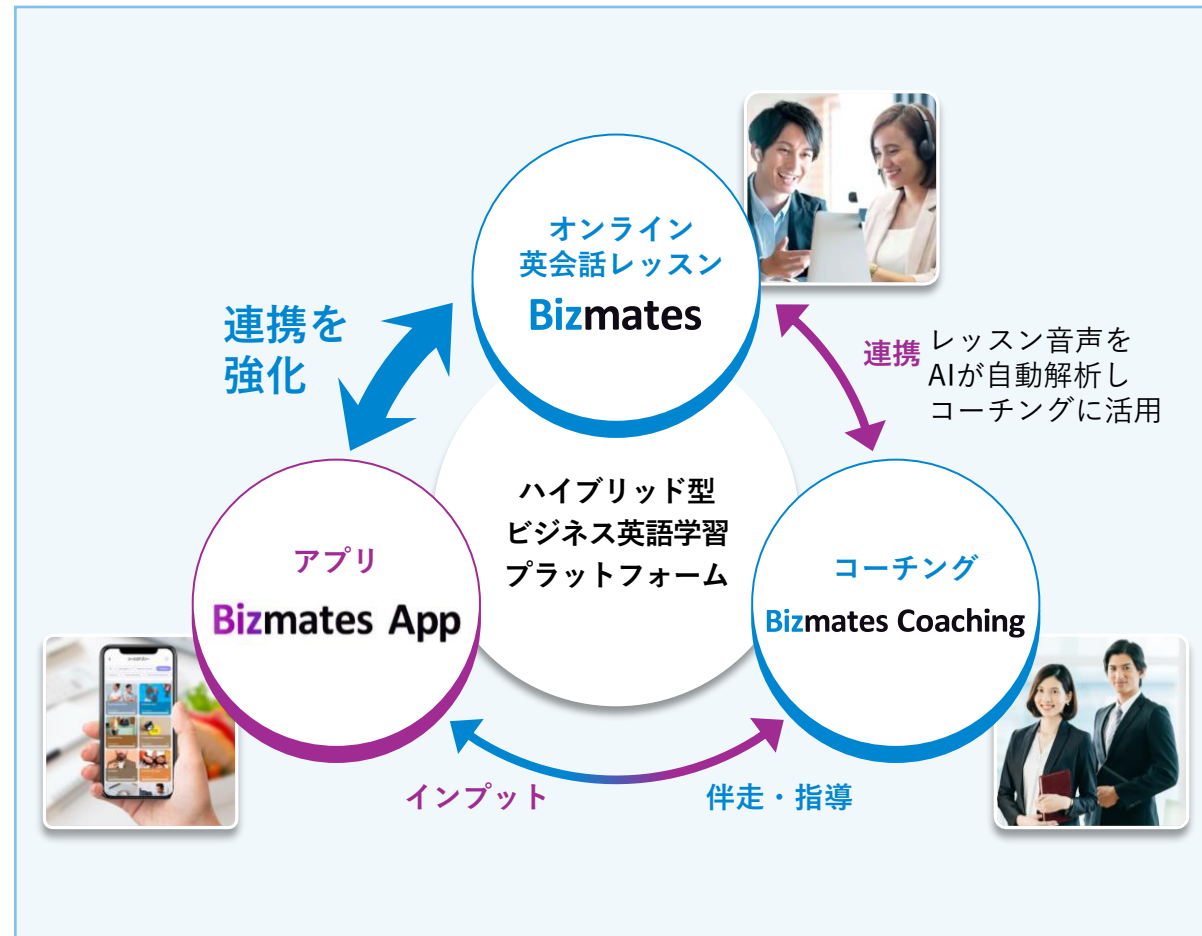 オンライン
英会話レッスン
Bizmates
連携を
強化
連携
レッスン音声を
AIが自動解析し
コーチングに活用
ハイブリッド型
ビジネス英語学習
プラットフォーム
アプリ
Bizmates App
コーチング
Bizmates Coaching
インプット
伴走・指導